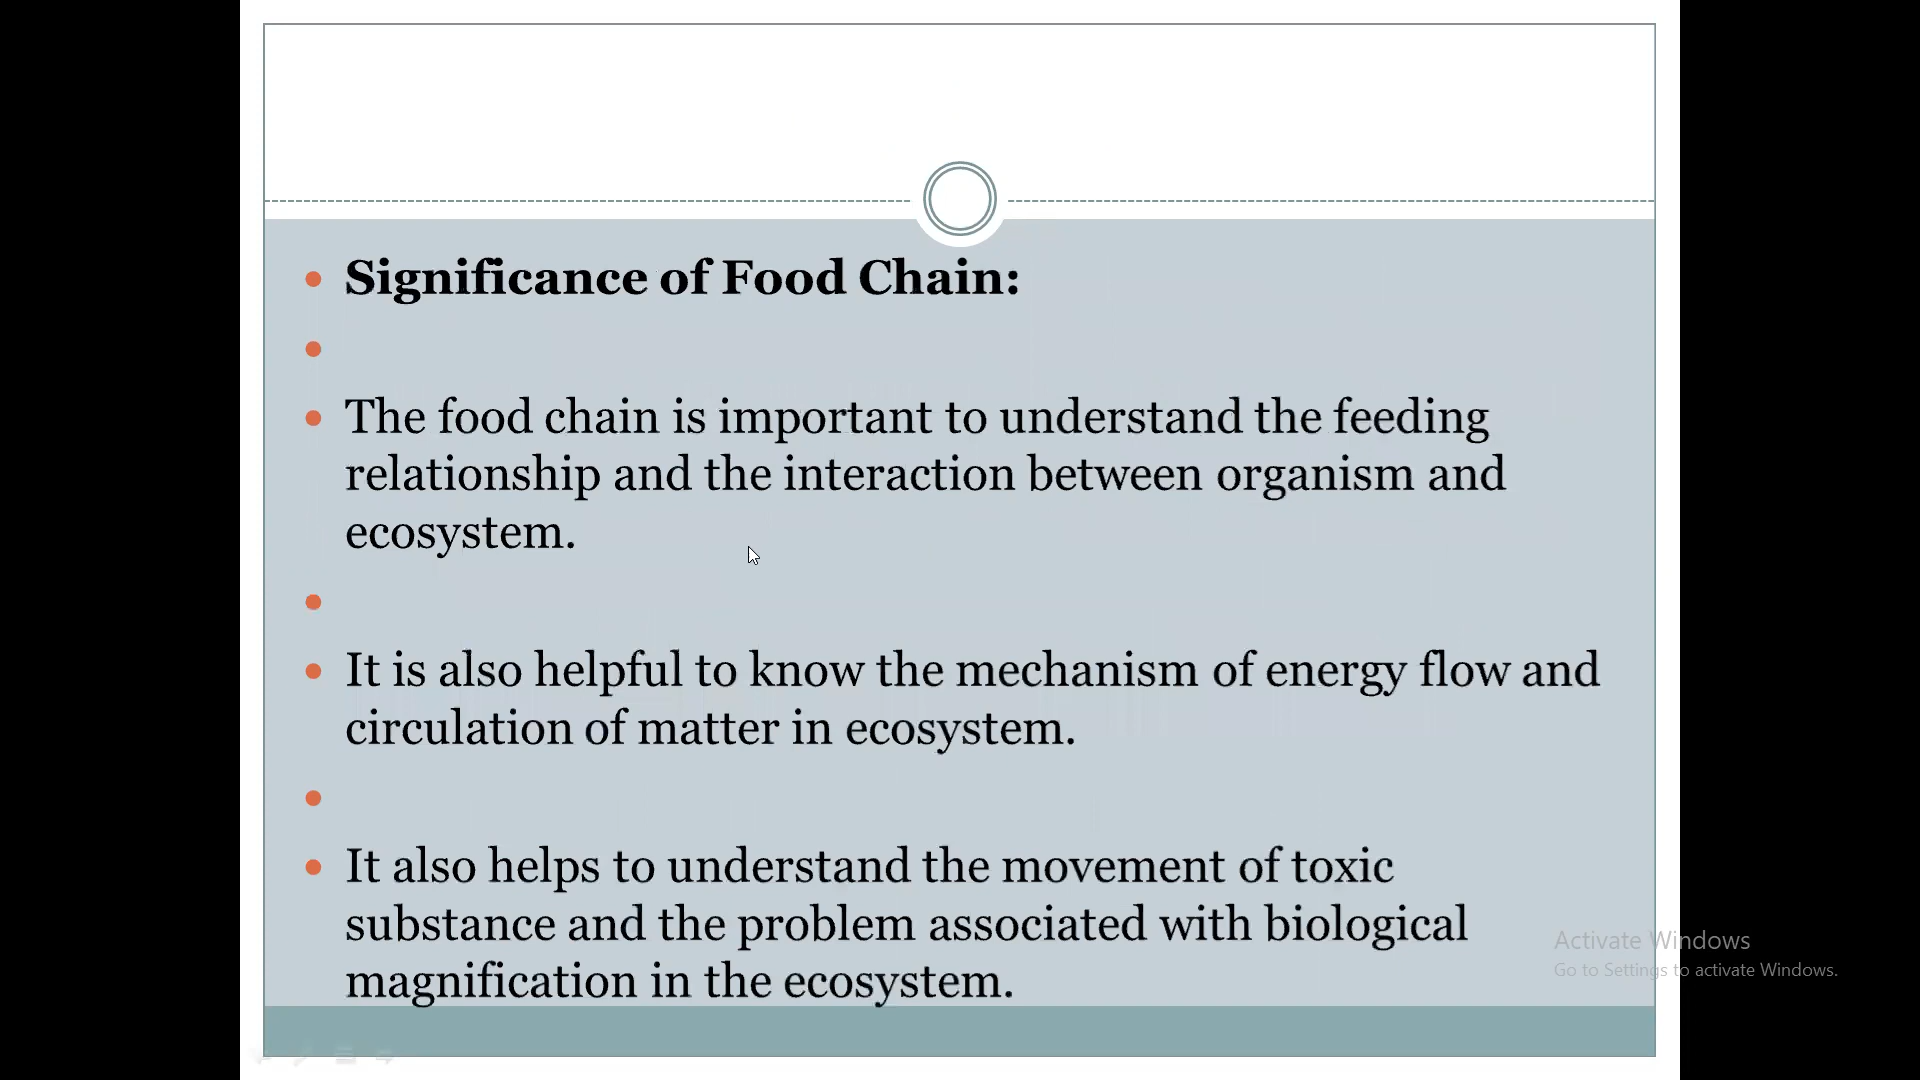 Significance of Food Chain:
The food chain is important to understand the feeding
relationship and the interaction between organism and
ecosystem.
It is also helpful to know the mechanism of energy flow and
circulation of matter in ecosystem.
It also helps to understand the movement of toxic
substance and the problem associated with biological
magnification in the ecosystem.
Activate Windows
Go to Settings to activate Windows.